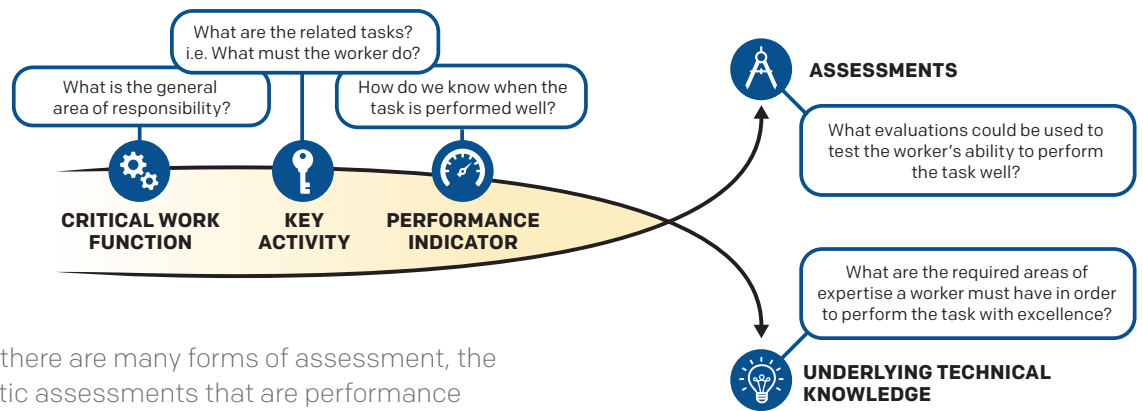 What are the related tasks?
i.e. What must the worker do?
What is the general
area of responsibility?
How do we know when the
task is performed well?
CRITICAL WORK
FUNCTION
KEY
ACTIVITY
PERFORMANCE
INDICATOR
ASSESSMENTS
What evaluations could be used to
test the worker's ability to perform
the task well?
What are the required areas of
expertise a worker must have in order
to perform the task with excellence?
UNDERLYING TECHNICAL
KNOWLEDGE
there are many forms of assessment, the
tic assessments that are performance